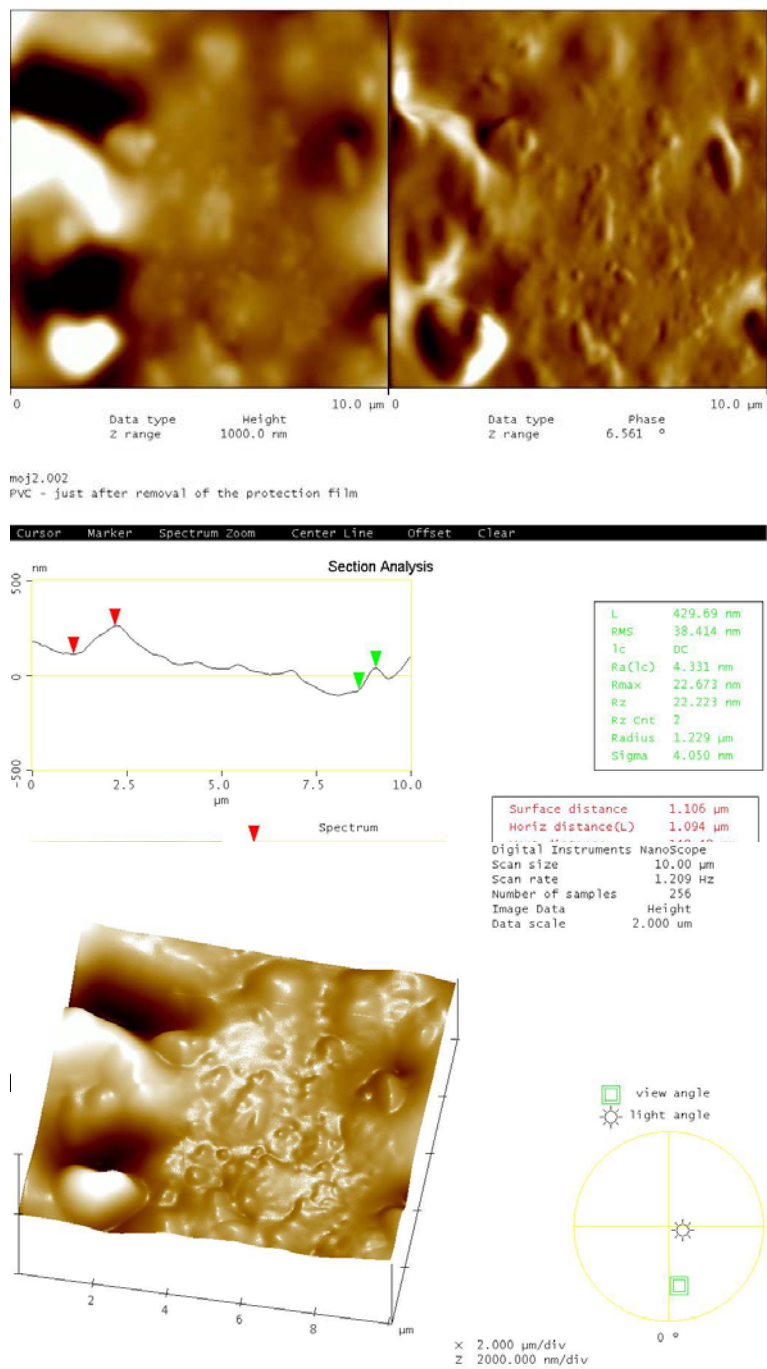 0 10.0 µm 0 10.0 µm
Data type Height Data type Phase
Z range 1000.0 nm Z range 6.561 °
moj2.002
PVC - just after removal of the protection film
Cursor Marker Spectrum Zoom Center Line Offset Clear
Section Analysis
nm
500
0
-500
0 2.5 5.0 7.5 10.0
µm
L 429.69 nm
RMS 38.414 nm
lc DC
Ra(lc) 4.331 nm
Rmax 22.673 nm
Rz 22.223 nm
Rz Cnt 2
Radius 1.229 µm
Sigma 4.050 nm
Spectrum
Surface distance 1.106 µm
Horiz distance(L) 1.094 µm
Digital Instruments NanoScope
Scan size 10.00 µm
Scan rate 1.209 Hz
Number of samples 256
Image Data Height
Data scale 2.000 um
view angle
light angle
2
4
6
8
µm
0 °
X 2.000 µm/div
Z 2000.000 nm/div